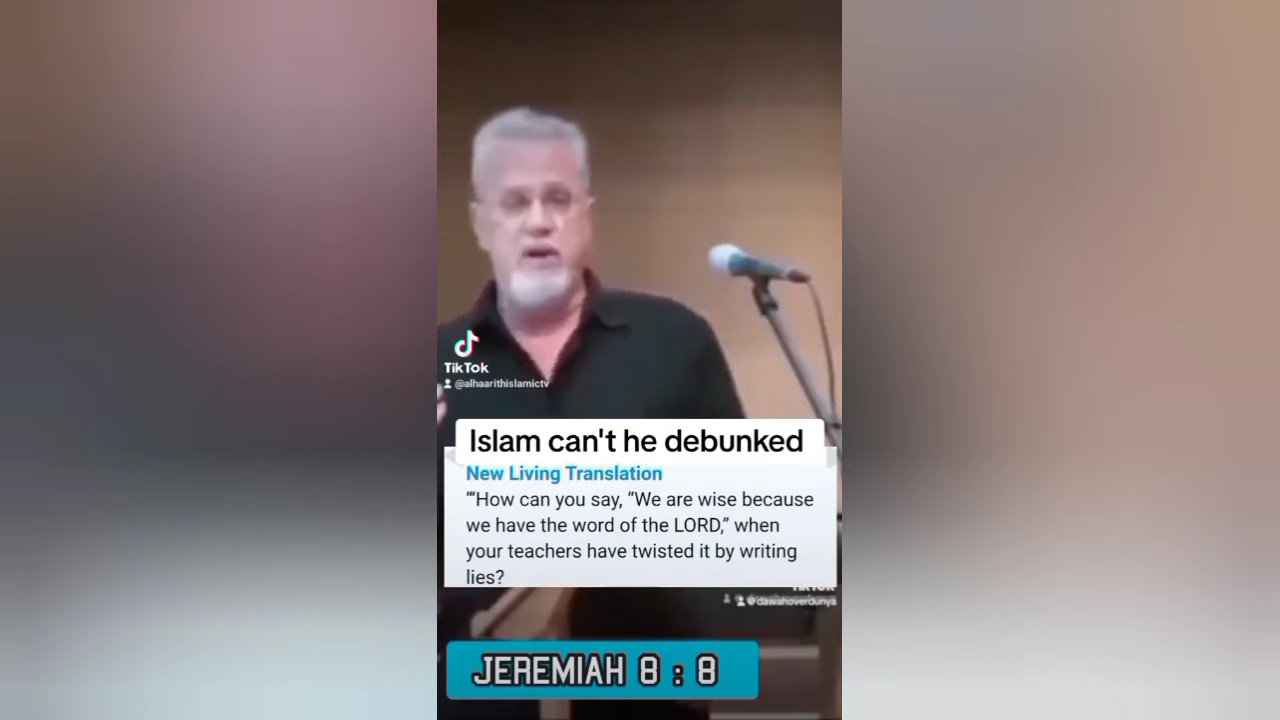 TikTok
@alhaarithislamictv
Islam can't he debunked
New Living Translation
“‘How can you say, “We are wise because
we have the word of the LORD,” when
your teachers have twisted it by writing
lies?
TikTok
@dawahoverdunya
JEREMIAH 8 : 8